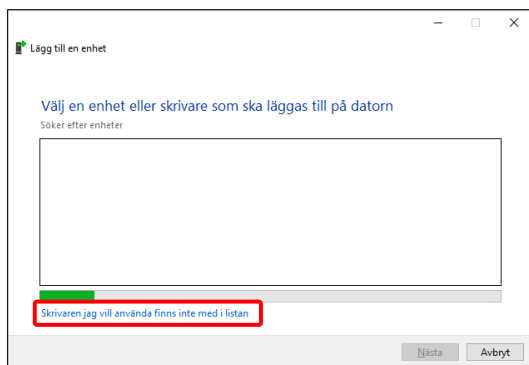 Lägg till en enhet
Välj en enhet eller skrivare som ska läggas till på datorn
Söker efter enheter
Skrivaren jag vill använda finns inte med i listan
Nästa
Avbryt